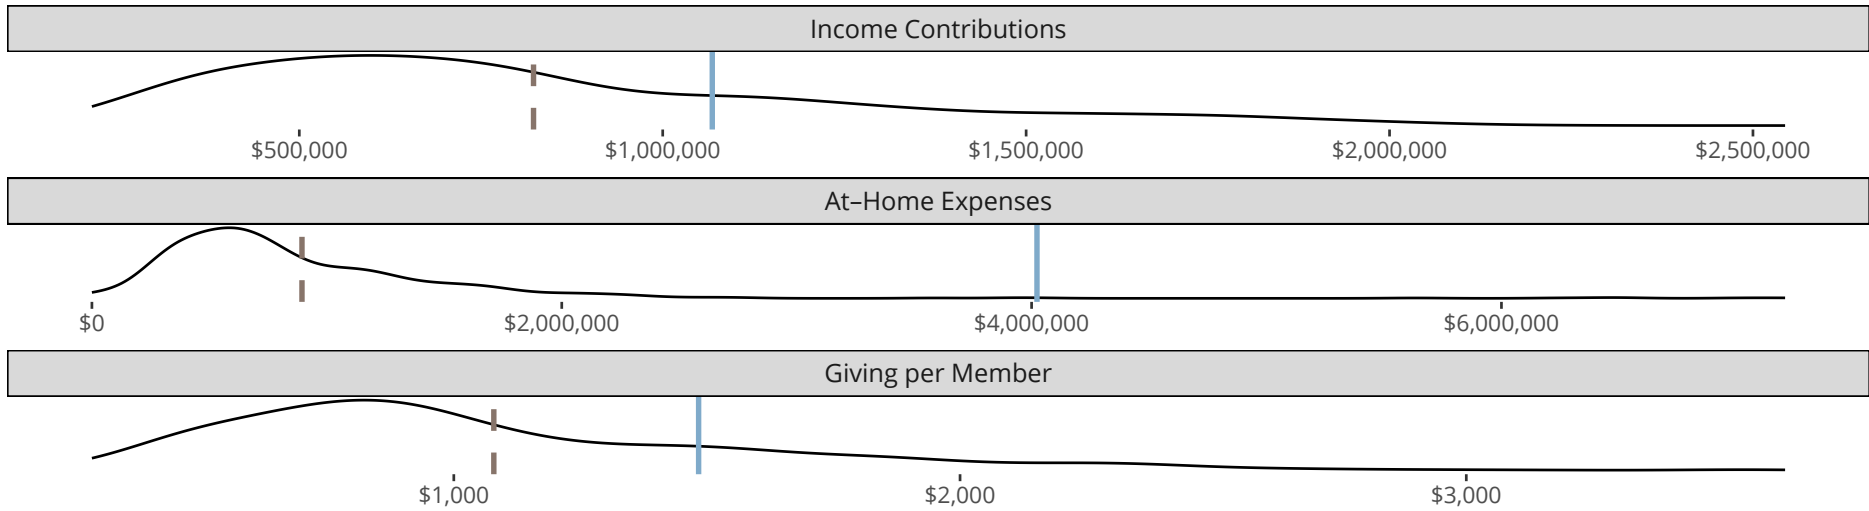 Income Contributions
$500,000 $1,000,000 $1,500,000 $2,000,000 $2,500,000
At–Home Expenses
$0 $2,000,000 $4,000,000 $6,000,000
Giving per Member
$1,000 $2,000 $3,000